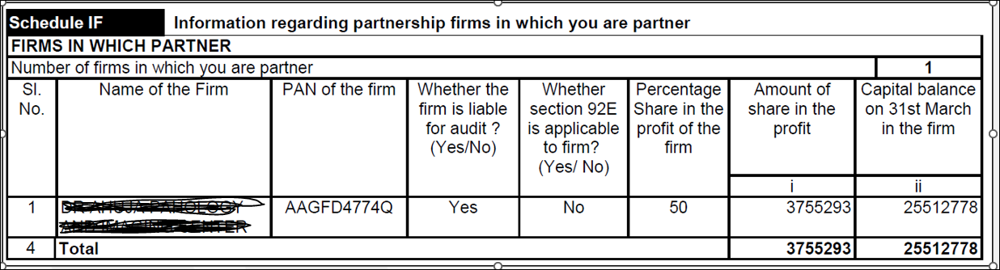 Schedule IF Information regarding partnership firms in which you are partner
FIRMS IN WHICH PARTNER
Number of firms in which you are partner 1
Sl.
No.
Name of the Firm
PAN of the firm
Whether the
firm is liable
for audit ?
(Yes/No)
Whether
section 92E
is applicable
to firm?
(Yes/ No)
Percentage
Share in the
profit of the
firm
Amount of
share in the
profit
Capital balance
on 31st March
in the firm
i ii
1 AAGFD4774Q Yes No 50 3755293 25512778
4 Total 3755293 25512778